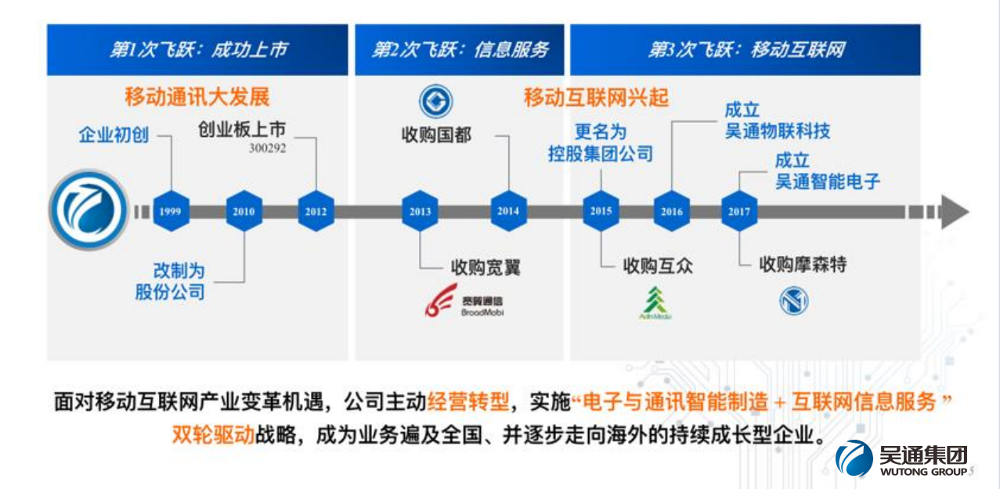 第1次飞跃：成功上市
第2次飞跃：信息服务
第3次飞跃：移动互联网
移动通讯大发展
移动互联网兴起
企业初创
创业板上市
300292
收购国都
更名为
控股集团公司
成立
吴通物联科技
成立
吴通智能电子
1999
2010
2012
2013
2014
2015
2016
2017
改制为
股份公司
收购宽翼
宽翼通信
BroadMobi
收购互众
AdIn Media
收购摩森特
面对移动互联网产业变革机遇，公司主动经营转型，实施“电子与通讯智能制造 + 互联网信息服务 ”
双轮驱动战略，成为业务遍及全国、并逐步走向海外的持续成长型企业。
吴通集团
WUTONG GROUP
5